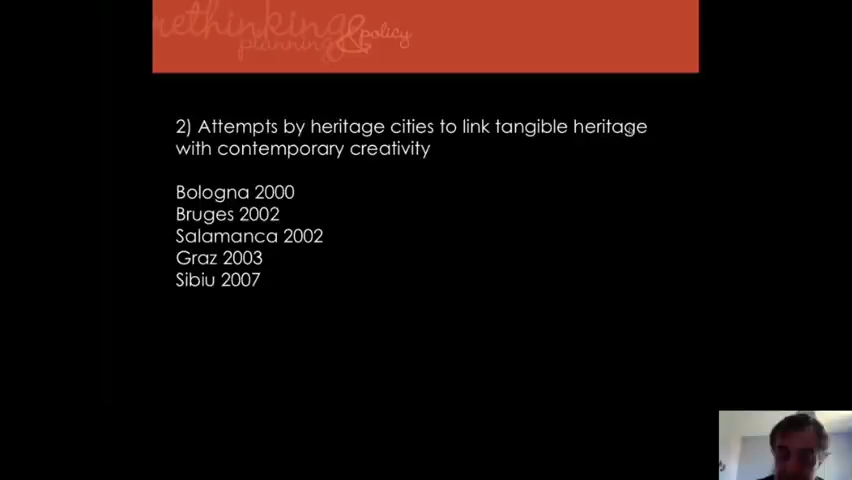 rethinking
planning & policy
2) Attempts by heritage cities to link tangible heritage
with contemporary creativity
Bologna 2000
Bruges 2002
Salamanca 2002
Graz 2003
Sibiu 2007